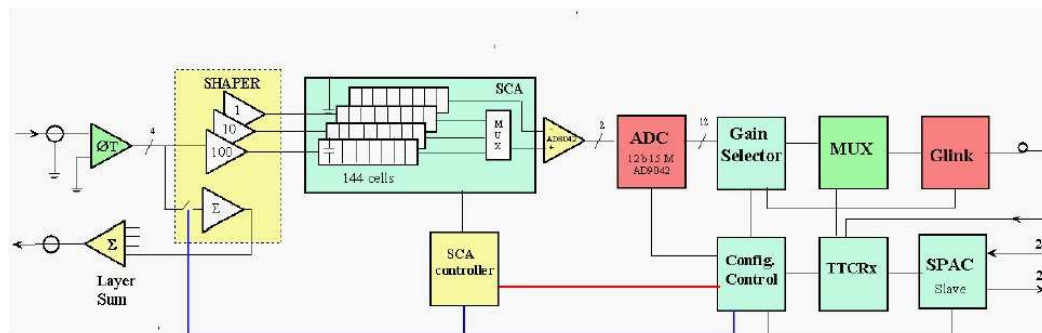 SHAPER
SCA
1
10
100
ØT
4
M
U
X
144 cells
-
AD8042
+
2
ADC
12b 15 M
AD9042
12
Gain
Selector
MUX
Glink
Σ
Σ
Layer
Sum
SCA
controller
Config.
Control
TTCRx
SPAC
Slave
2
2